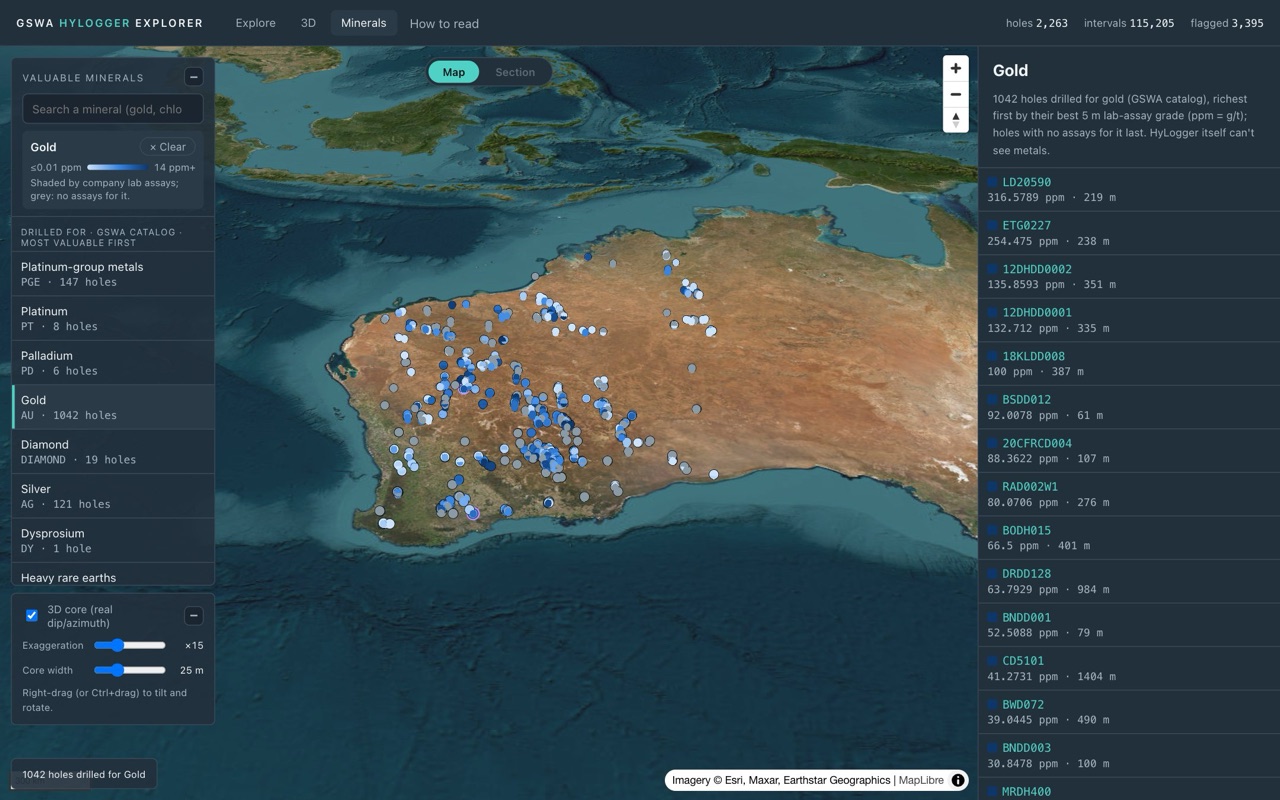 GSWA HYLOGGER EXPLORER
Explore
3D
Minerals
How to read
holes 2,263
intervals 115,205
flagged 3,395
VALUABLE MINERALS
Search a mineral (gold, chlo
Gold
× Clear
≤0.01 ppm
14 ppm+
Shaded by company lab assays;
grey: no assays for it.
DRILLED FOR · GSWA CATALOG ·
MOST VALUABLE FIRST
Platinum-group metals
PGE · 147 holes
Platinum
PT · 8 holes
Palladium
PD · 6 holes
Gold
AU · 1042 holes
Diamond
DIAMOND · 19 holes
Silver
AG · 121 holes
Dysprosium
DY · 1 hole
Heavy rare earths
3D core (real
dip/azimuth)
Exaggeration
×15
Core width
25 m
Right-drag (or Ctrl+drag) to tilt and
rotate.
1042 holes drilled for Gold
Map
Section
Imagery © Esri, Maxar, Earthstar Geographics | MapLibre
Gold
1042 holes drilled for gold (GSWA catalog), richest
first by their best 5 m lab-assay grade (ppm = g/t);
holes with no assays for it last. HyLogger itself can't
see metals.
LD20590
316.5789 ppm · 219 m
ETG0227
254.475 ppm · 238 m
12DHDD0002
135.8593 ppm · 351 m
12DHDD0001
132.712 ppm · 335 m
18KLDD008
100 ppm · 387 m
BSDD012
92.0078 ppm · 61 m
20CFRCD004
88.3622 ppm · 107 m
RAD002W1
80.0706 ppm · 276 m
BODH015
66.5 ppm · 401 m
DRDD128
63.7929 ppm · 984 m
BNDD001
52.5088 ppm · 79 m
CD5101
41.2731 ppm · 1404 m
BWD072
39.0445 ppm · 490 m
BNDD003
30.8478 ppm · 100 m
MRDH400